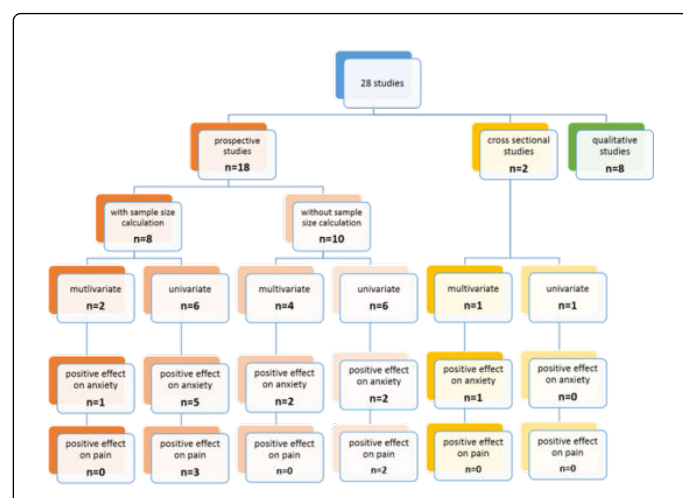 28 studies
prospective
studies
n=18
cross sectional
studies
n=2
qualitative
studies
n=8
with sample size
calculation
n=8
without sample
size calculation
n=10
mutlivariate
n=2
univariate
n=6
multivariate
n=4
univariate
n=6
multivariate
n=1
univariate
n=1
positive effect
on anxiety
n=1
positive effect
on anxiety
n=5
positive effect
on anxiety
n=2
positive effect
on anxiety
n=2
positive effect
on anxiety
n=1
positive effect
on anxiety
n=0
positive effect
on pain
n=0
positive effect
on pain
n=3
positive effect
on pain
n=0
positive effect
on pain
n=2
positive effect
on pain
n=0
positive effect
on pain
n=0